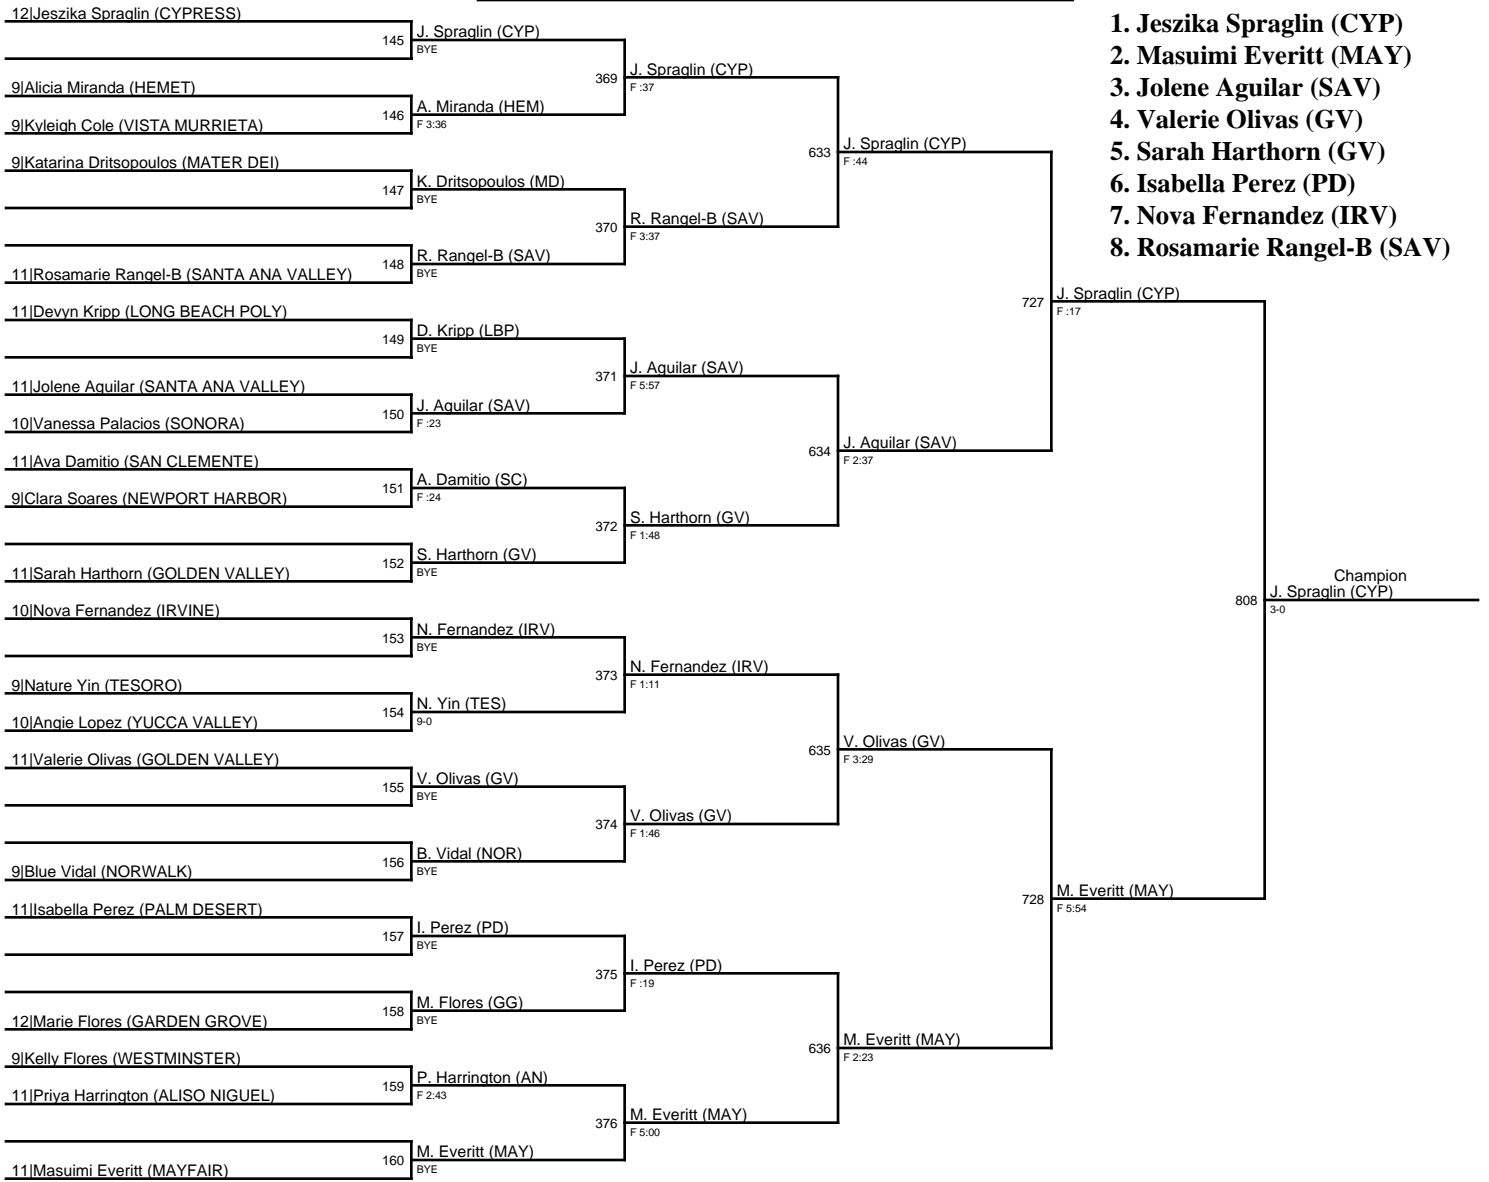 12|Jeszika Spraglin (CYPRESS)
145
J. Spraglin (CYP)
BYE
9|Alicia Miranda (HEMET)
146
A. Miranda (HEM)
F 3:36
9|Kyleigh Cole (VISTA MURRIETA)
9|Katarina Dritsopoulos (MATER DEI)
147
K. Dritsopoulos (MD)
BYE
148
R. Rangel-B (SAV)
BYE
11|Rosamarie Rangel-B (SANTA ANA VALLEY)
11|Devyn Kripp (LONG BEACH POLY)
149
D. Kripp (LBP)
BYE
11|Jolene Aguilar (SANTA ANA VALLEY)
150
J. Aguilar (SAV)
F :23
10|Vanessa Palacios (SONORA)
11|Ava Damitio (SAN CLEMENTE)
151
A. Damitio (SC)
F :24
9|Clara Soares (NEWPORT HARBOR)
152
S. Harthorn (GV)
BYE
11|Sarah Harthorn (GOLDEN VALLEY)
10|Nova Fernandez (IRVINE)
153
N. Fernandez (IRV)
BYE
9|Nature Yin (TESORO)
154
N. Yin (TES)
9-0
10|Angie Lopez (YUCCA VALLEY)
11|Valerie Olivas (GOLDEN VALLEY)
155
V. Olivas (GV)
BYE
156
B. Vidal (NOR)
BYE
9|Blue Vidal (NORWALK)
11|Isabella Perez (PALM DESERT)
157
I. Perez (PD)
BYE
158
M. Flores (GG)
BYE
12|Marie Flores (GARDEN GROVE)
9|Kelly Flores (WESTMINSTER)
159
P. Harrington (AN)
F 2:43
11|Priya Harrington (ALISO NIGUEL)
160
M. Everitt (MAY)
BYE
11|Masuimi Everitt (MAYFAIR)
369
J. Spraglin (CYP)
F :37
370
R. Rangel-B (SAV)
F 3:37
371
J. Aguilar (SAV)
F 5:57
372
S. Harthorn (GV)
F 1:48
373
N. Fernandez (IRV)
F 1:11
374
V. Olivas (GV)
F 1:46
375
I. Perez (PD)
F :19
376
M. Everitt (MAY)
F 5:00
633
J. Spraglin (CYP)
F :44
634
J. Aguilar (SAV)
F 2:37
635
V. Olivas (GV)
F 3:29
636
M. Everitt (MAY)
F 2:23
727
J. Spraglin (CYP)
F :17
728
M. Everitt (MAY)
F 5:54
808
Champion
J. Spraglin (CYP)
3-0
1. Jeszika Spraglin (CYP)
2. Masuimi Everitt (MAY)
3. Jolene Aguilar (SAV)
4. Valerie Olivas (GV)
5. Sarah Harthorn (GV)
6. Isabella Perez (PD)
7. Nova Fernandez (IRV)
8. Rosamarie Rangel-B (SAV)